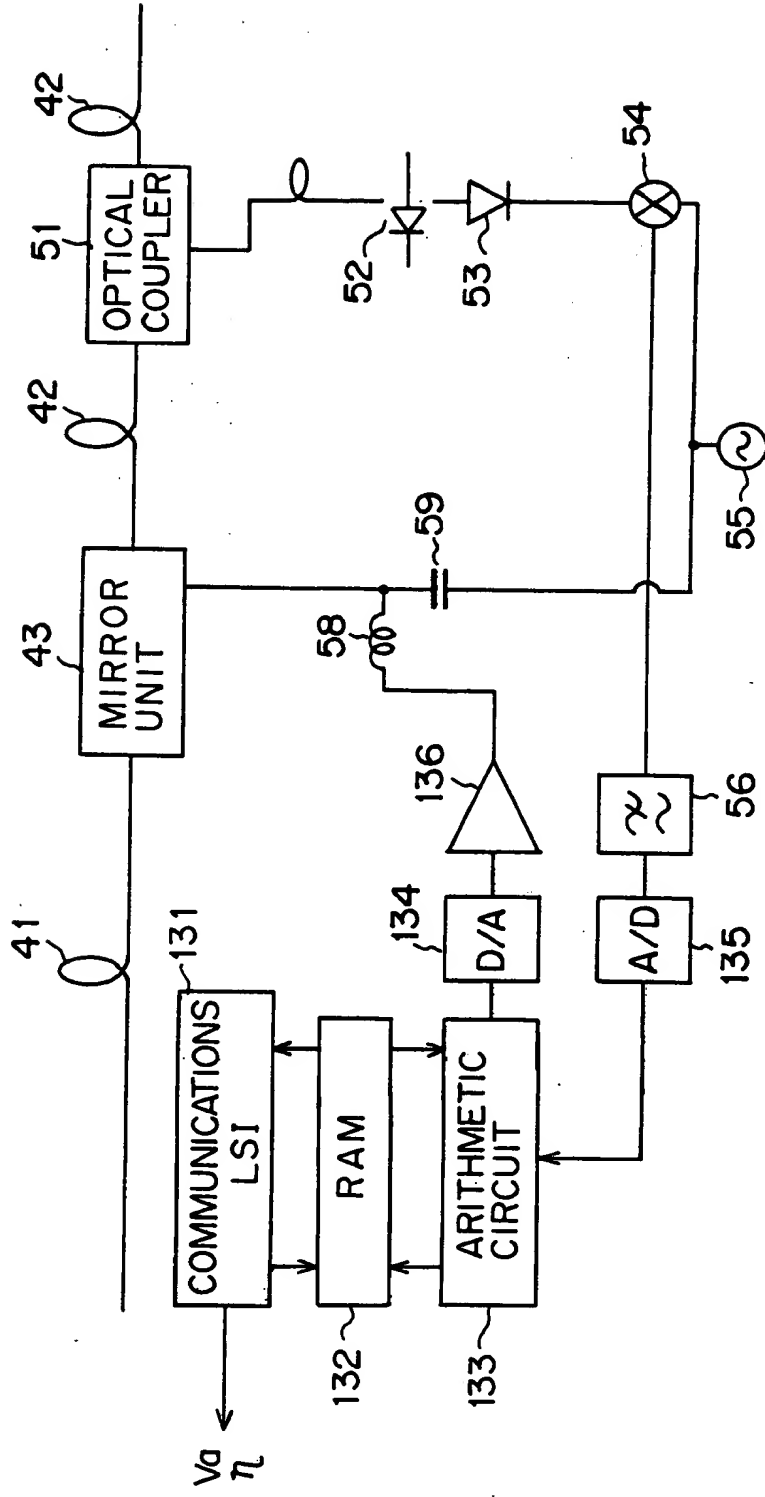 41
43
MIRROR
UNIT
42
51
OPTICAL
COUPLER
42
131
COMMUNICATIONS
LSI
Va
η
132
RAM
133
ARITHMETIC
CIRCUIT
134
D/A
136
58
59
52
53
54
135
A/D
56
55